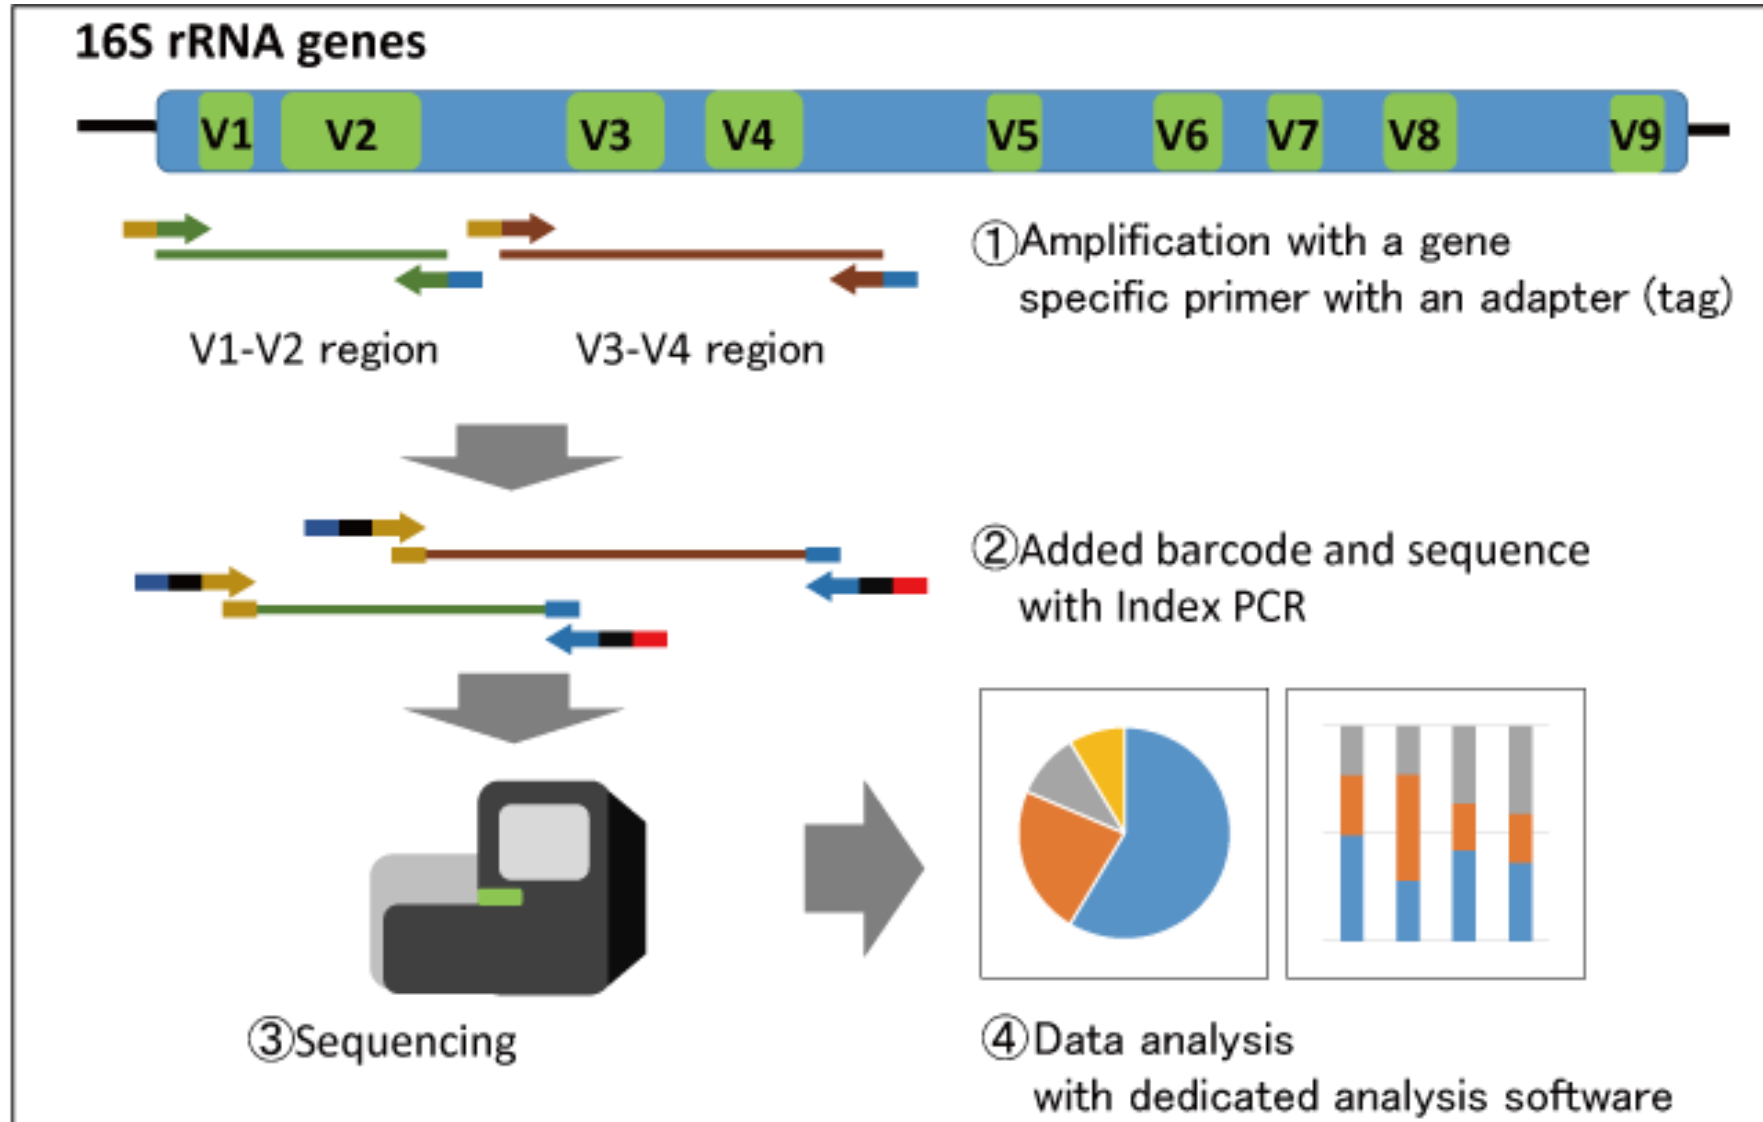 16S rRNA genes
V1 V2 V3 V4 V5 V6 V7 V8 V9
①Amplification with a gene
specific primer with an adapter (tag)
V1-V2 region
V3-V4 region
②Added barcode and sequence
with Index PCR
③Sequencing
④Data analysis
with dedicated analysis software